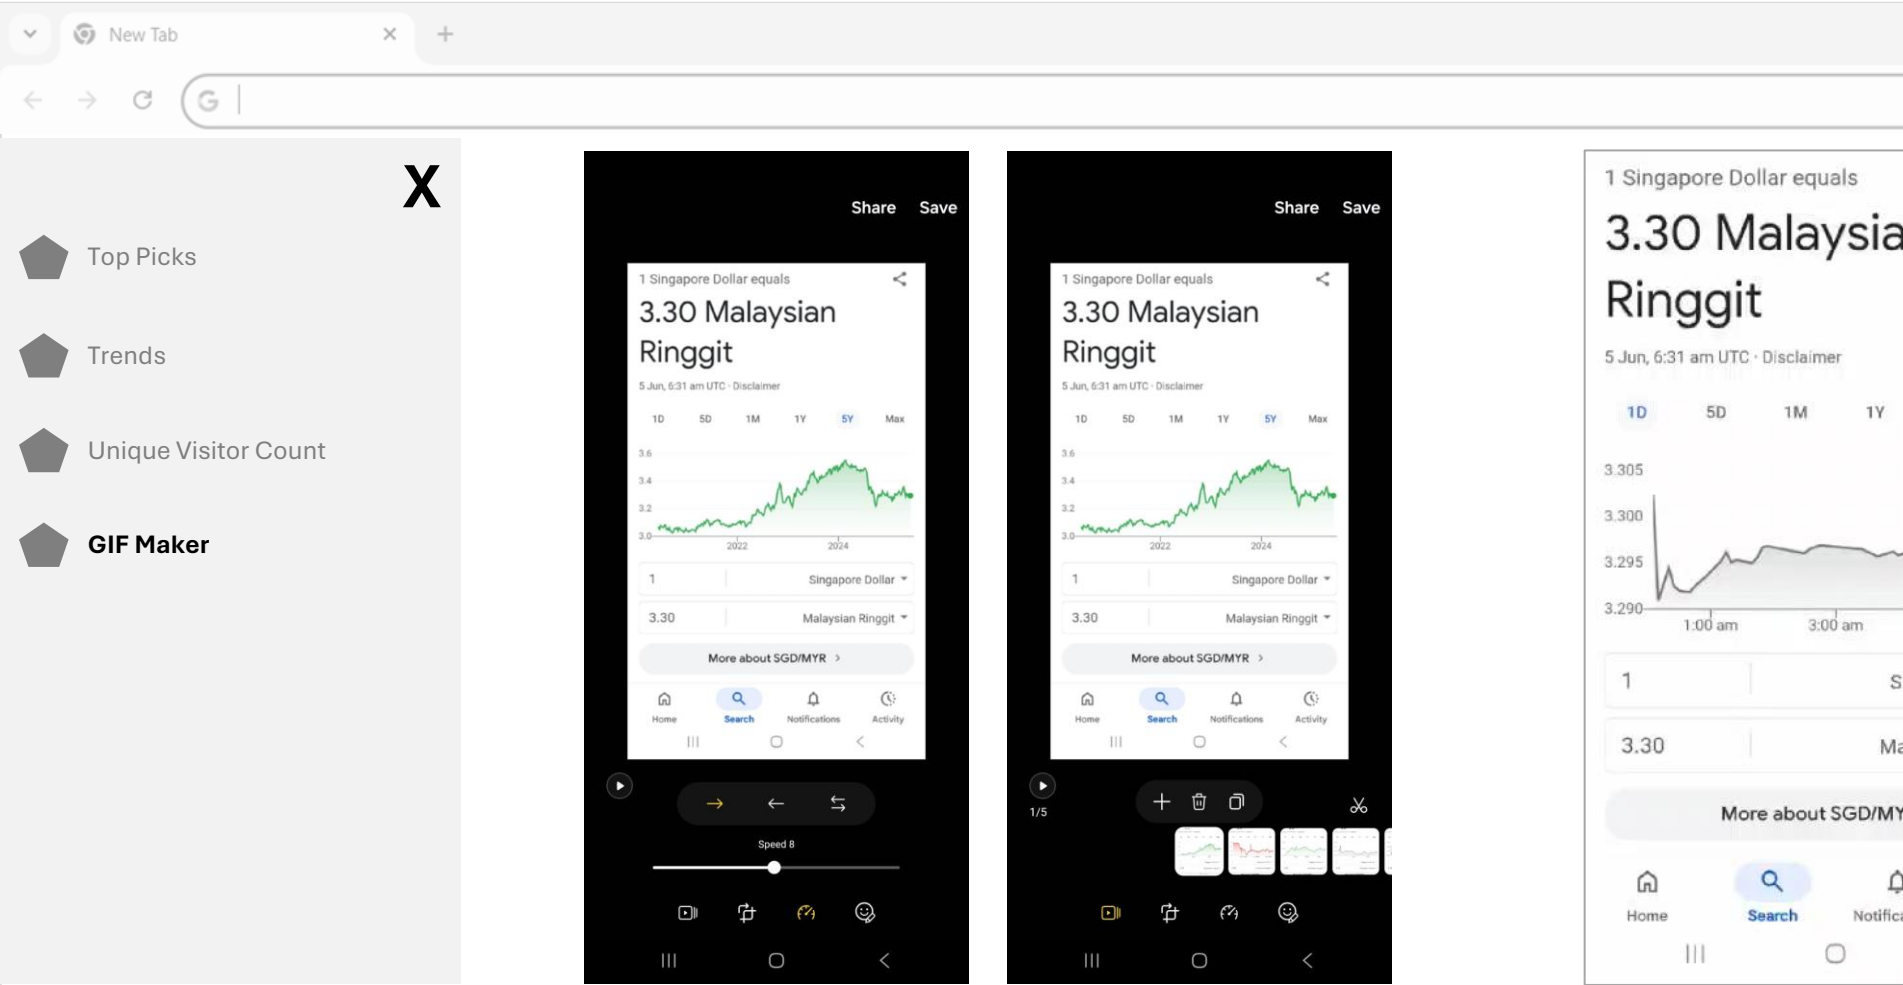 New Tab
X
Top Picks
Trends
Unique Visitor Count
GIF Maker
Share Save
1 Singapore Dollar equals
3.30 Malaysian
Ringgit
5 Jun, 6:31 am UTC · Disclaimer
1D 5D 1M 1Y 5Y Max
3.6
3.4
3.2
3.0
2022 2024
1 Singapore Dollar
3.30 Malaysian Ringgit
More about SGD/MYR
Home Search Notifications Activity
Speed 8
Share Save
1 Singapore Dollar equals
3.30 Malaysian
Ringgit
5 Jun, 6:31 am UTC · Disclaimer
1D 5D 1M 1Y 5Y Max
3.6
3.4
3.2
3.0
2022 2024
1 Singapore Dollar
3.30 Malaysian Ringgit
More about SGD/MYR
Home Search Notifications Activity
1/5
1 Singapore Dollar equals
3.30 Malaysia
Ringgit
5 Jun, 6:31 am UTC · Disclaimer
1D 5D 1M 1Y
3.305
3.300
3.295
3.290
1:00 am 3:00 am
1 S
3.30 Ma
More about SGD/MY
Home Search Notifica